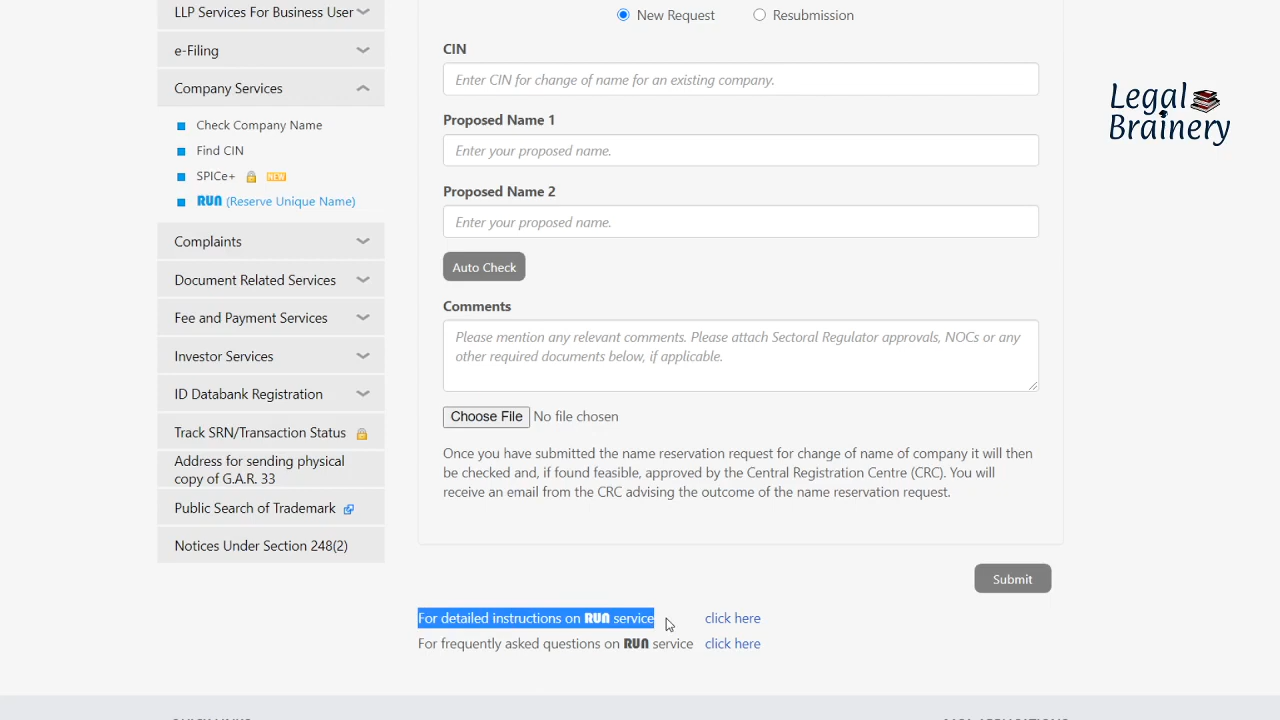 LLP Services For Business User
e-Filing
Company Services
Check Company Name
Find CIN
SPICe+ NEW
RUN (Reserve Unique Name)
Complaints
Document Related Services
Fee and Payment Services
Investor Services
ID Databank Registration
Track SRN/Transaction Status
Address for sending physical
copy of G.A.R. 33
Public Search of Trademark
Notices Under Section 248(2)
New Request Resubmission
CIN
Enter CIN for change of name for an existing company.
Proposed Name 1
Enter your proposed name.
Proposed Name 2
Enter your proposed name.
Auto Check
Comments
Please mention any relevant comments. Please attach Sectoral Regulator approvals, NOCs or any
other required documents below, if applicable.
Choose File No file chosen
Once you have submitted the name reservation request for change of name of company it will then
be checked and, if found feasible, approved by the Central Registration Centre (CRC). You will
receive an email from the CRC advising the outcome of the name reservation request.
Submit
For detailed instructions on RUN service click here
For frequently asked questions on RUN service click here
Legal
Brainery